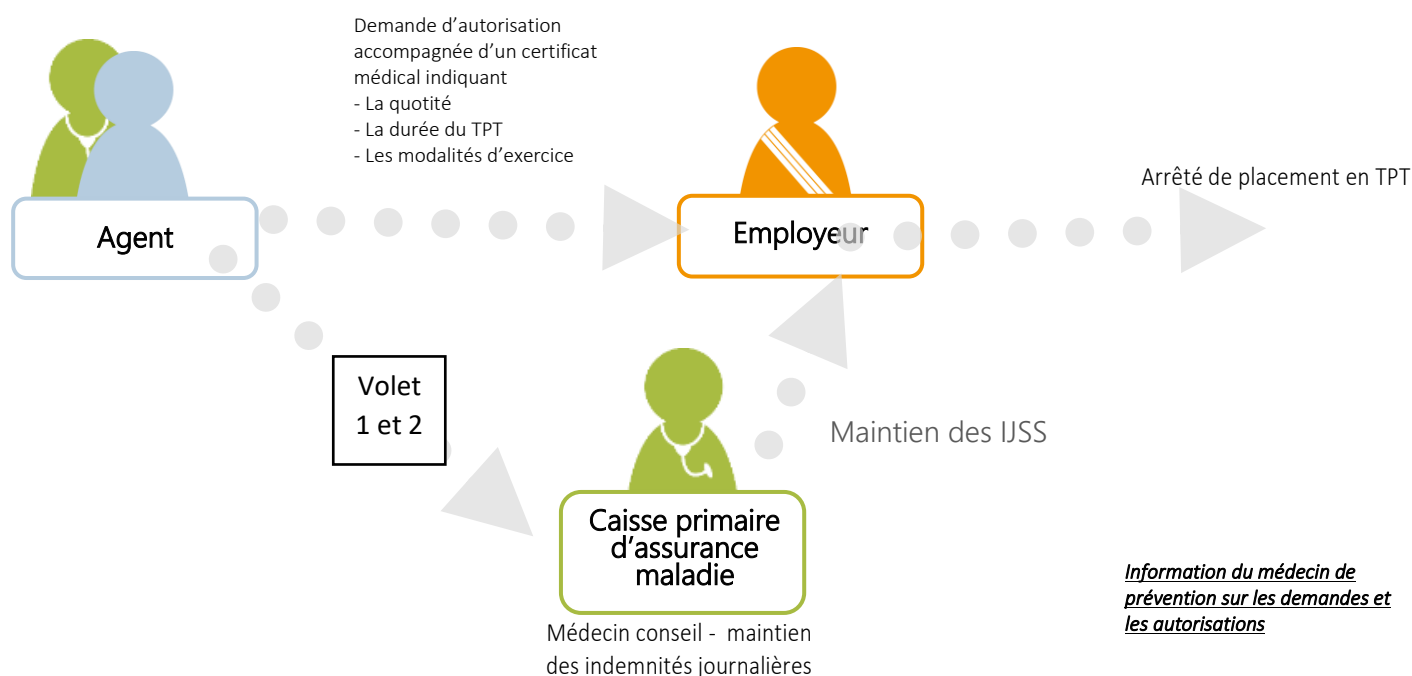 Demande d’autorisation
accompagnée d’un certificat
médical indiquant
- La quotité
- La durée du TPT
- Les modalités d’exercice
Arrêté de placement en TPT
Agent
Employeur
Volet
1 et 2
Maintien des IJSS
Caisse primaire
d’assurance
maladie
Médecin conseil - maintien
des indemnités journalières
Information du médecin de
prévention sur les demandes et
les autorisations